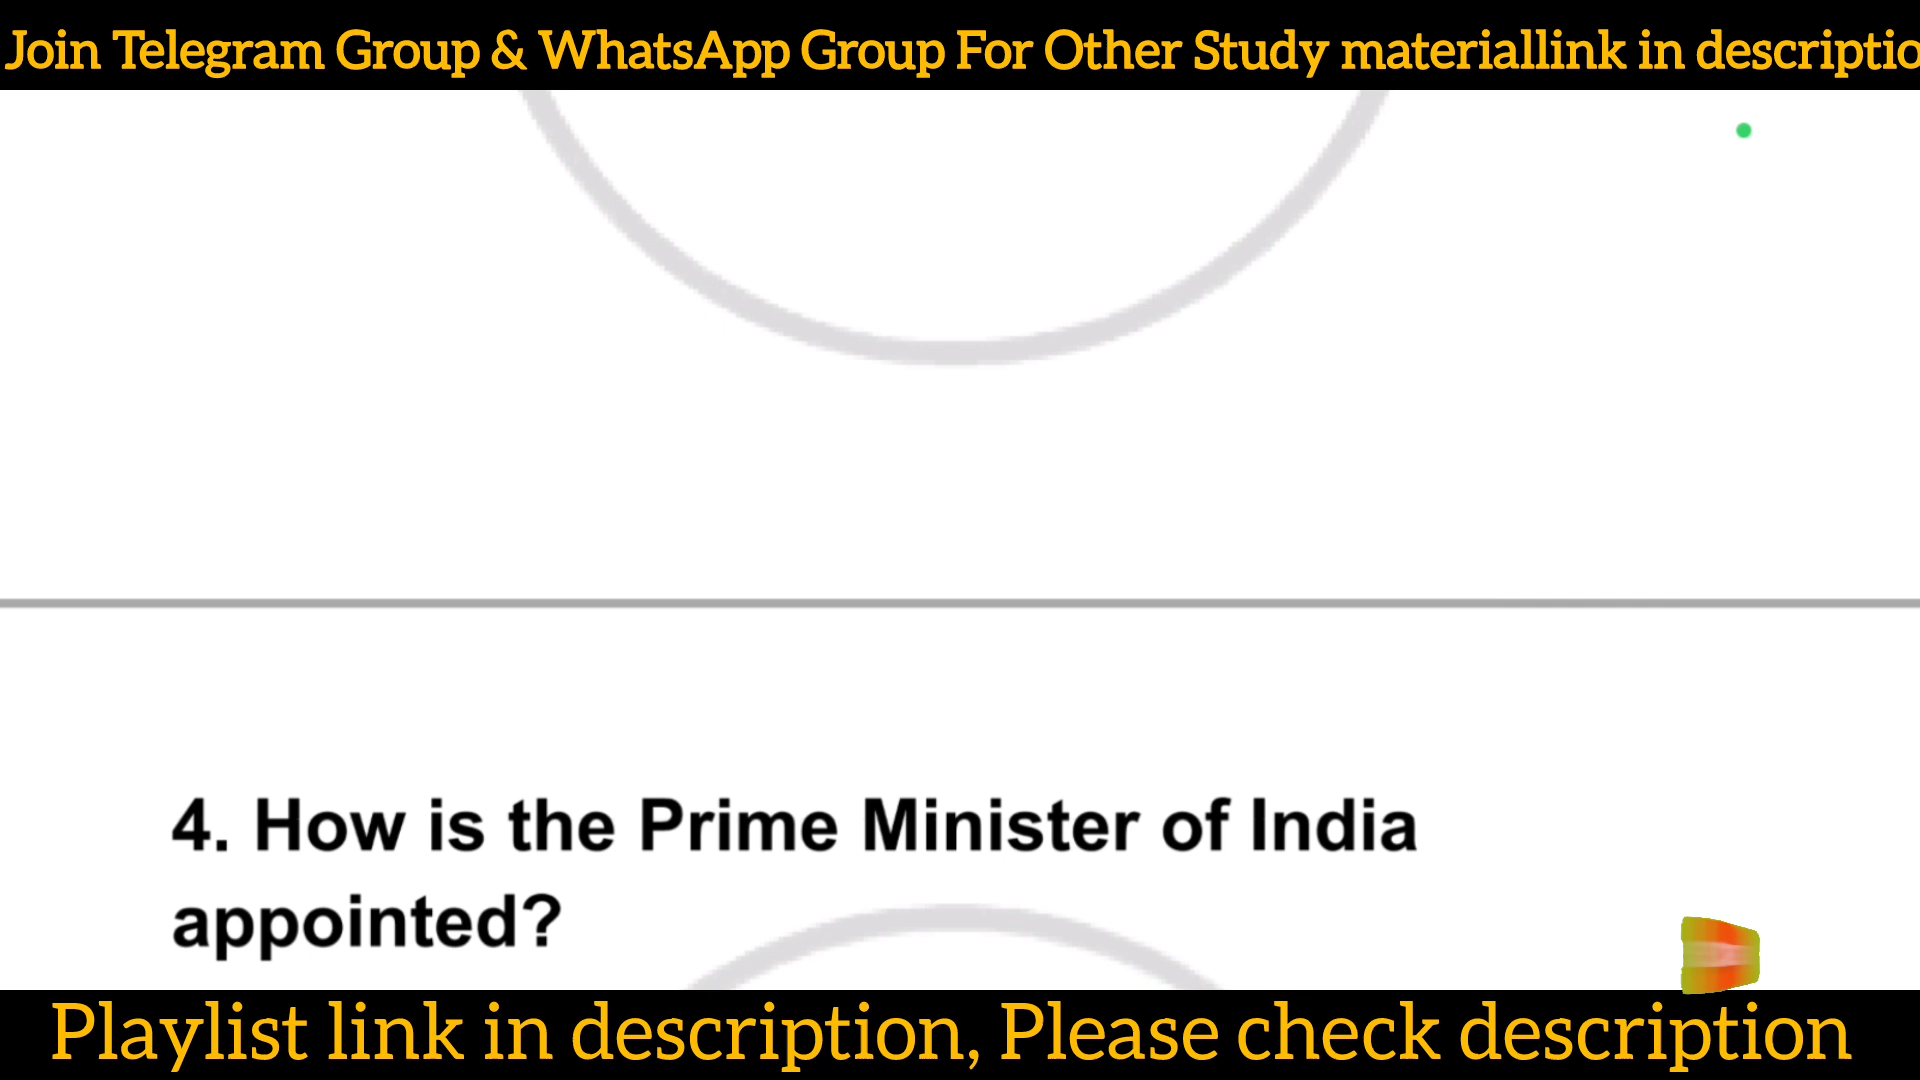 Join Telegram Group & WhatsApp Group For Other Study materiallink in descriptio
4. How is the Prime Minister of India
appointed?
Playlist link in description, Please check description